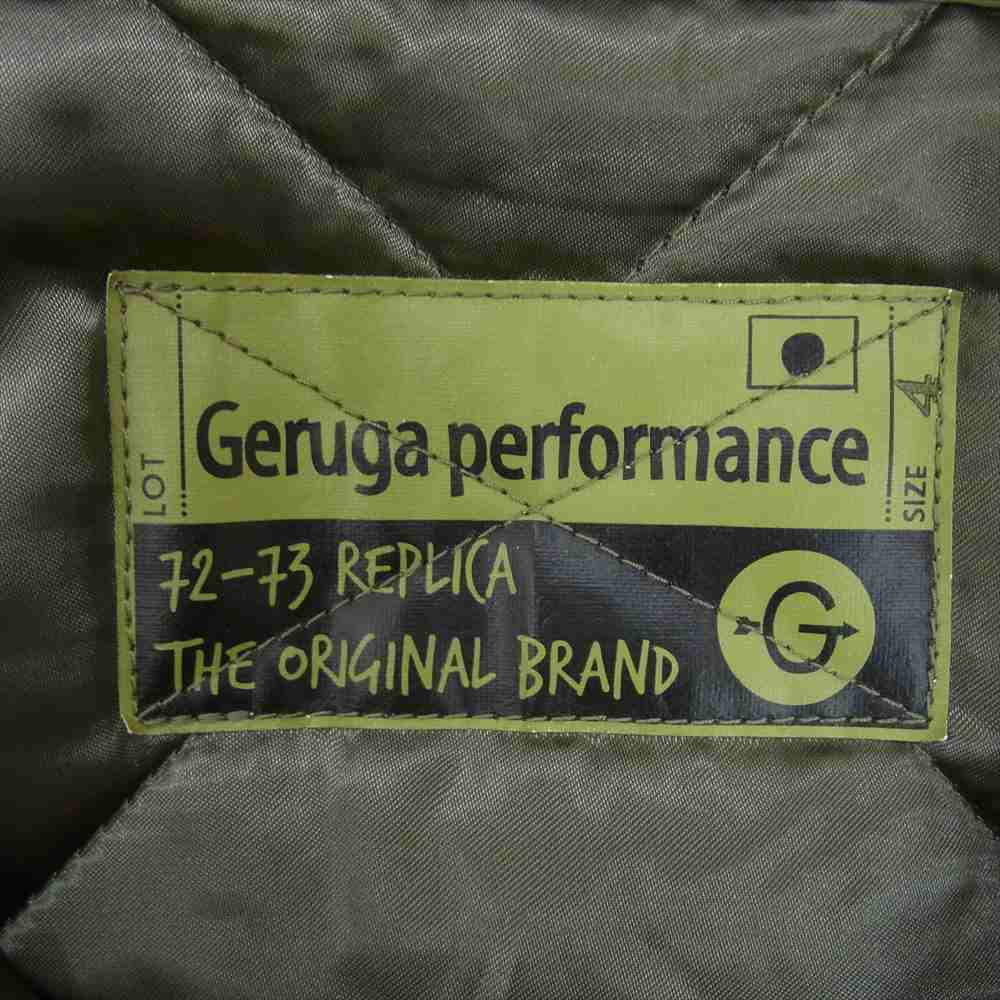 LOT
Geruga performance
SIZE 4
72-73 REPLICA
THE ORIGINAL BRAND
G